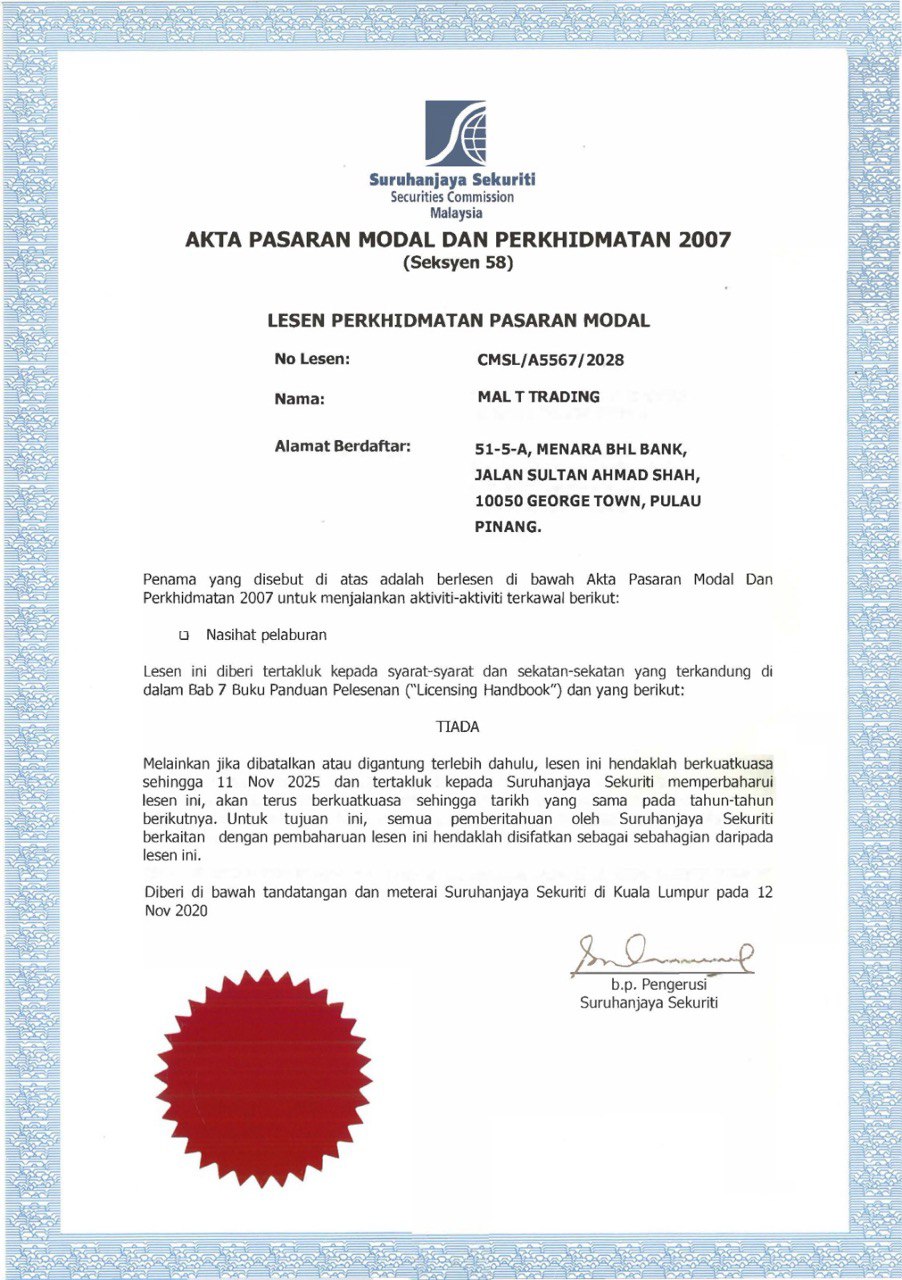 Suruhanjaya Sekuriti
Securities Commission
Malaysia
AKTA PASARAN MODAL DAN PERKHIDMATAN 2007
(Seksyen 58)
LESEN PERKHIDMATAN PASARAN MODAL
No Lesen: CMSL/A5567/2028
Nama: MAL T TRADING
Alamat Berdaftar: 51-5-A, MENARA BHL BANK,
JALAN SULTAN AHMAD SHAH,
10050 GEORGE TOWN, PULAU
PINANG.
Penama yang disebut di atas adalah berlesen di bawah Akta Pasaran Modal Dan
Perkhidmatan 2007 untuk menjalankan aktiviti-aktiviti terkawal berikut:
❑ Nasihat pelaburan
Lesen ini diberi tertakluk kepada syarat-syarat dan sekatan-sekatan yang terkandung di
dalam Bab 7 Buku Panduan Pelesenan (“Licensing Handbook”) dan yang berikut:
TIADA
Melainkan jika dibatalkan atau digantung terlebih dahulu, lesen ini hendaklah berkuatkuasa
sehingga 11 Nov 2025 dan tertakluk kepada Suruhanjaya Sekuriti memperbaharui
lesen ini, akan terus berkuatkuasa sehingga tarikh yang sama pada tahun-tahun
berikutnya. Untuk tujuan ini, semua pemberitahuan oleh Suruhanjaya Sekuriti
berkaitan dengan pembaharuan lesen ini hendaklah disifatkan sebagai sebahagian daripada
lesen ini.
Diberi di bawah tandatangan dan meterai Suruhanjaya Sekuriti di Kuala Lumpur pada 12
Nov 2020
b.p. Pengerusi
Suruhanjaya Sekuriti